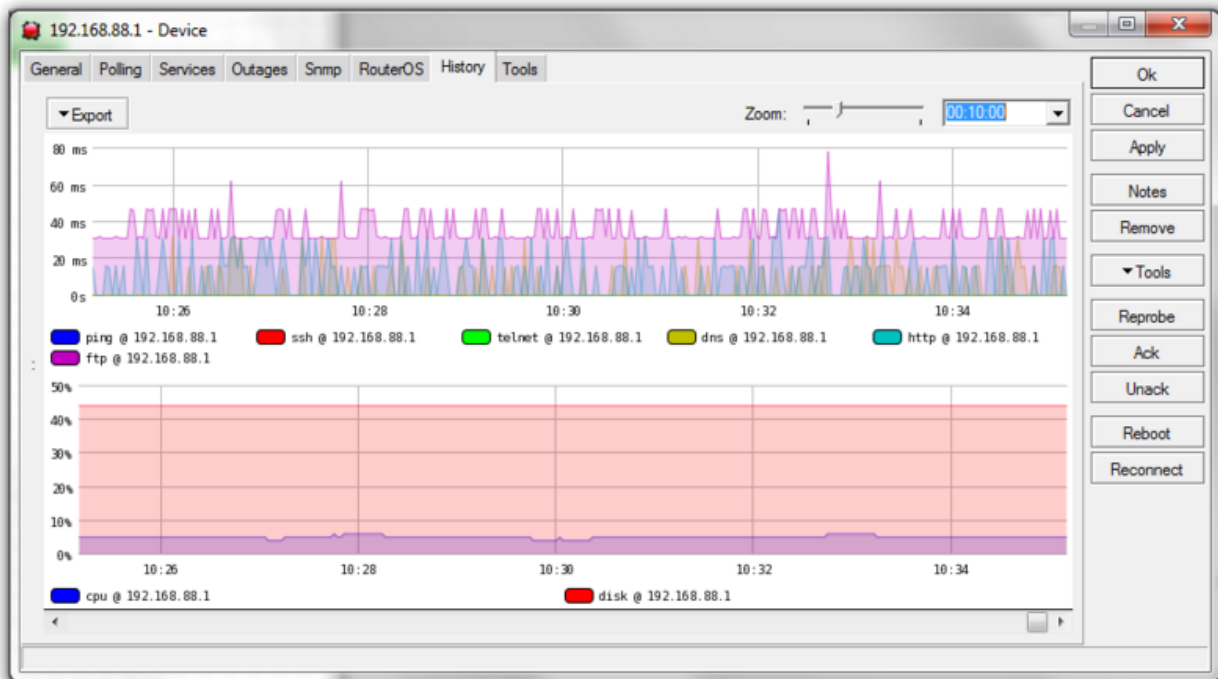 192.168.88.1 - Device
General Polling Services Outages Snmp RouterOS History Tools
Export
Zoom: 00:10:00
80 ms
60 ms
40 ms
20 ms
0s
10:26 10:28 10:30 10:32 10:34
ping @ 192.168.88.1 ssh @ 192.168.88.1 telnet @ 192.168.88.1 dns @ 192.168.88.1 http @ 192.168.88.1
ftp @ 192.168.88.1
50%
40%
30%
20%
10%
0%
10:26 10:28 10:30 10:32 10:34
cpu @ 192.168.88.1 disk @ 192.168.88.1
Ok
Cancel
Apply
Notes
Remove
Tools
Reprobe
Ack
Unack
Reboot
Reconnect